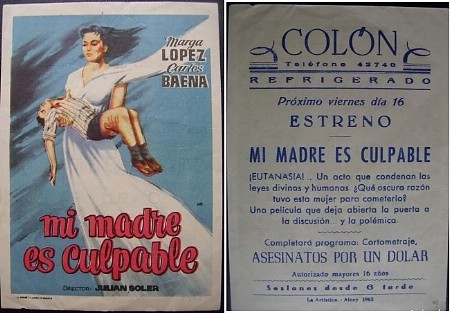 Marga
LOPEZ
Carlos
BAENA
mi madre
es culpable
DIRECTOR- JULIAN SOLER
COLÓN
Teléfono 42740
REFRIGERADO
Próximo viernes día 16
ESTRENO
MI MADRE ES CULPABLE
¡EUTANASIA!... Un acto que condenan las
leyes divinas y humanas. ¿Qué oscura razón
tuvo esta mujer para cometerlo?
Una película que deja abierta la puerta a
la discusión... y la polémica.
Completará programa: Cortometraje,
ASESINATOS POR UN DOLAR
Autorizado mayores 16 años
Sesiones desde 6 tarde
La Artística. - Alcoy 1963